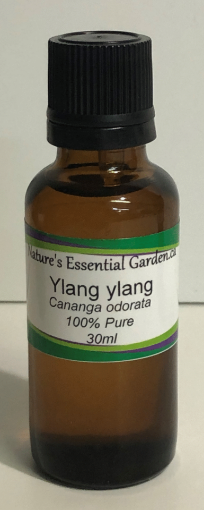 Nature's Essential Garden.ca
Ylang ylang
Cananga odorata
100% Pure
30ml